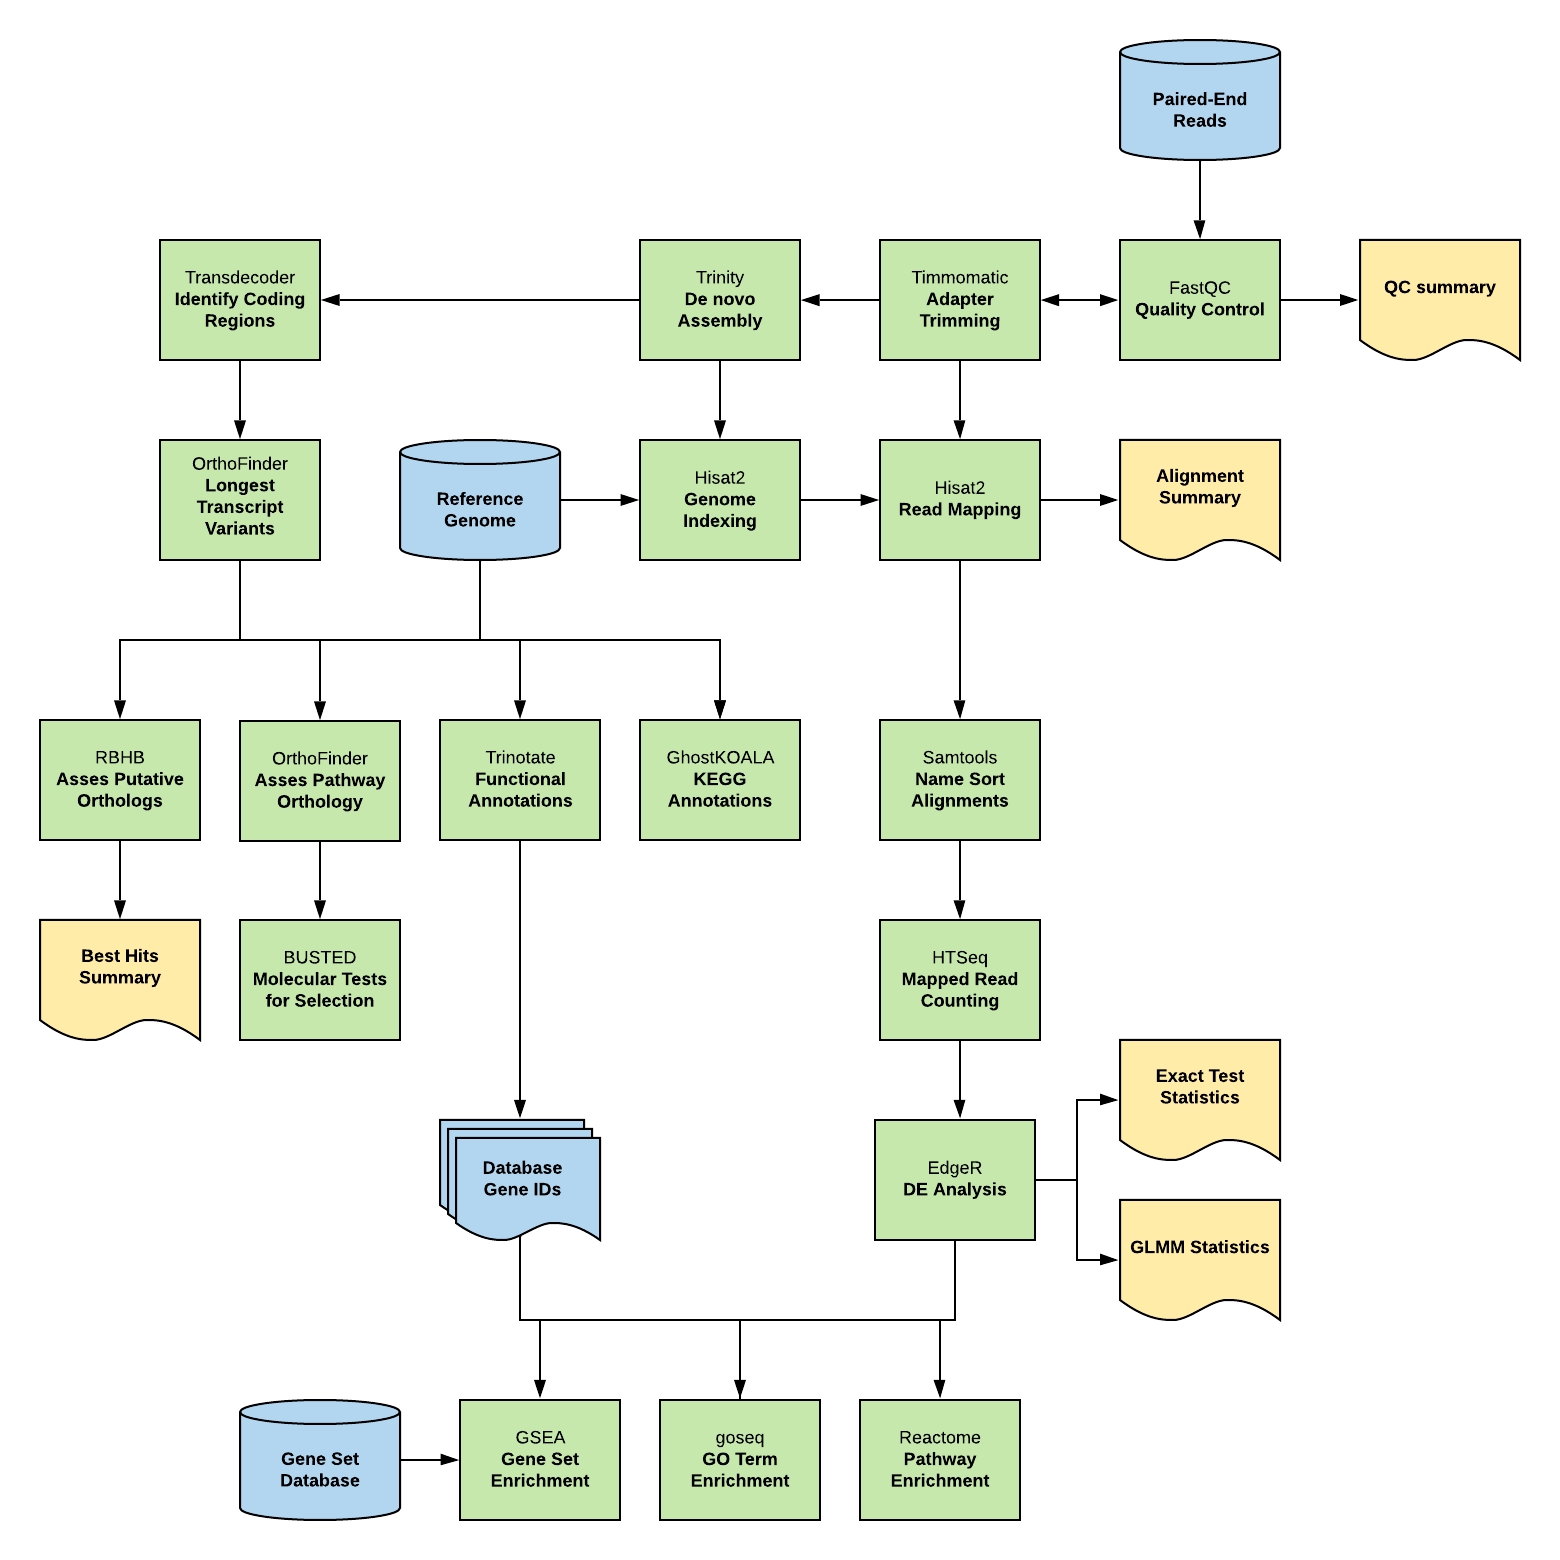 Paired-End
Reads
Transdecoder
Identify Coding
Regions
Trinity
De novo
Assembly
Timmomatic
Adapter
Trimming
FastQC
Quality Control
QC summary
OrthoFinder
Longest
Transcript
Variants
Reference
Genome
Hisat2
Genome
Indexing
Hisat2
Read Mapping
Alignment
Summary
RBHB
Asses Putative
Orthologs
OrthoFinder
Asses Pathway
Orthology
Trinotate
Functional
Annotations
GhostKOALA
KEGG
Annotations
Samtools
Name Sort
Alignments
Best Hits
Summary
BUSTED
Molecular Tests
for Selection
HTSeq
Mapped Read
Counting
Exact Test
Statistics
Database
Gene IDs
EdgeR
DE Analysis
GLMM Statistics
Gene Set
Database
GSEA
Gene Set
Enrichment
goseq
GO Term
Enrichment
Reactome
Pathway
Enrichment